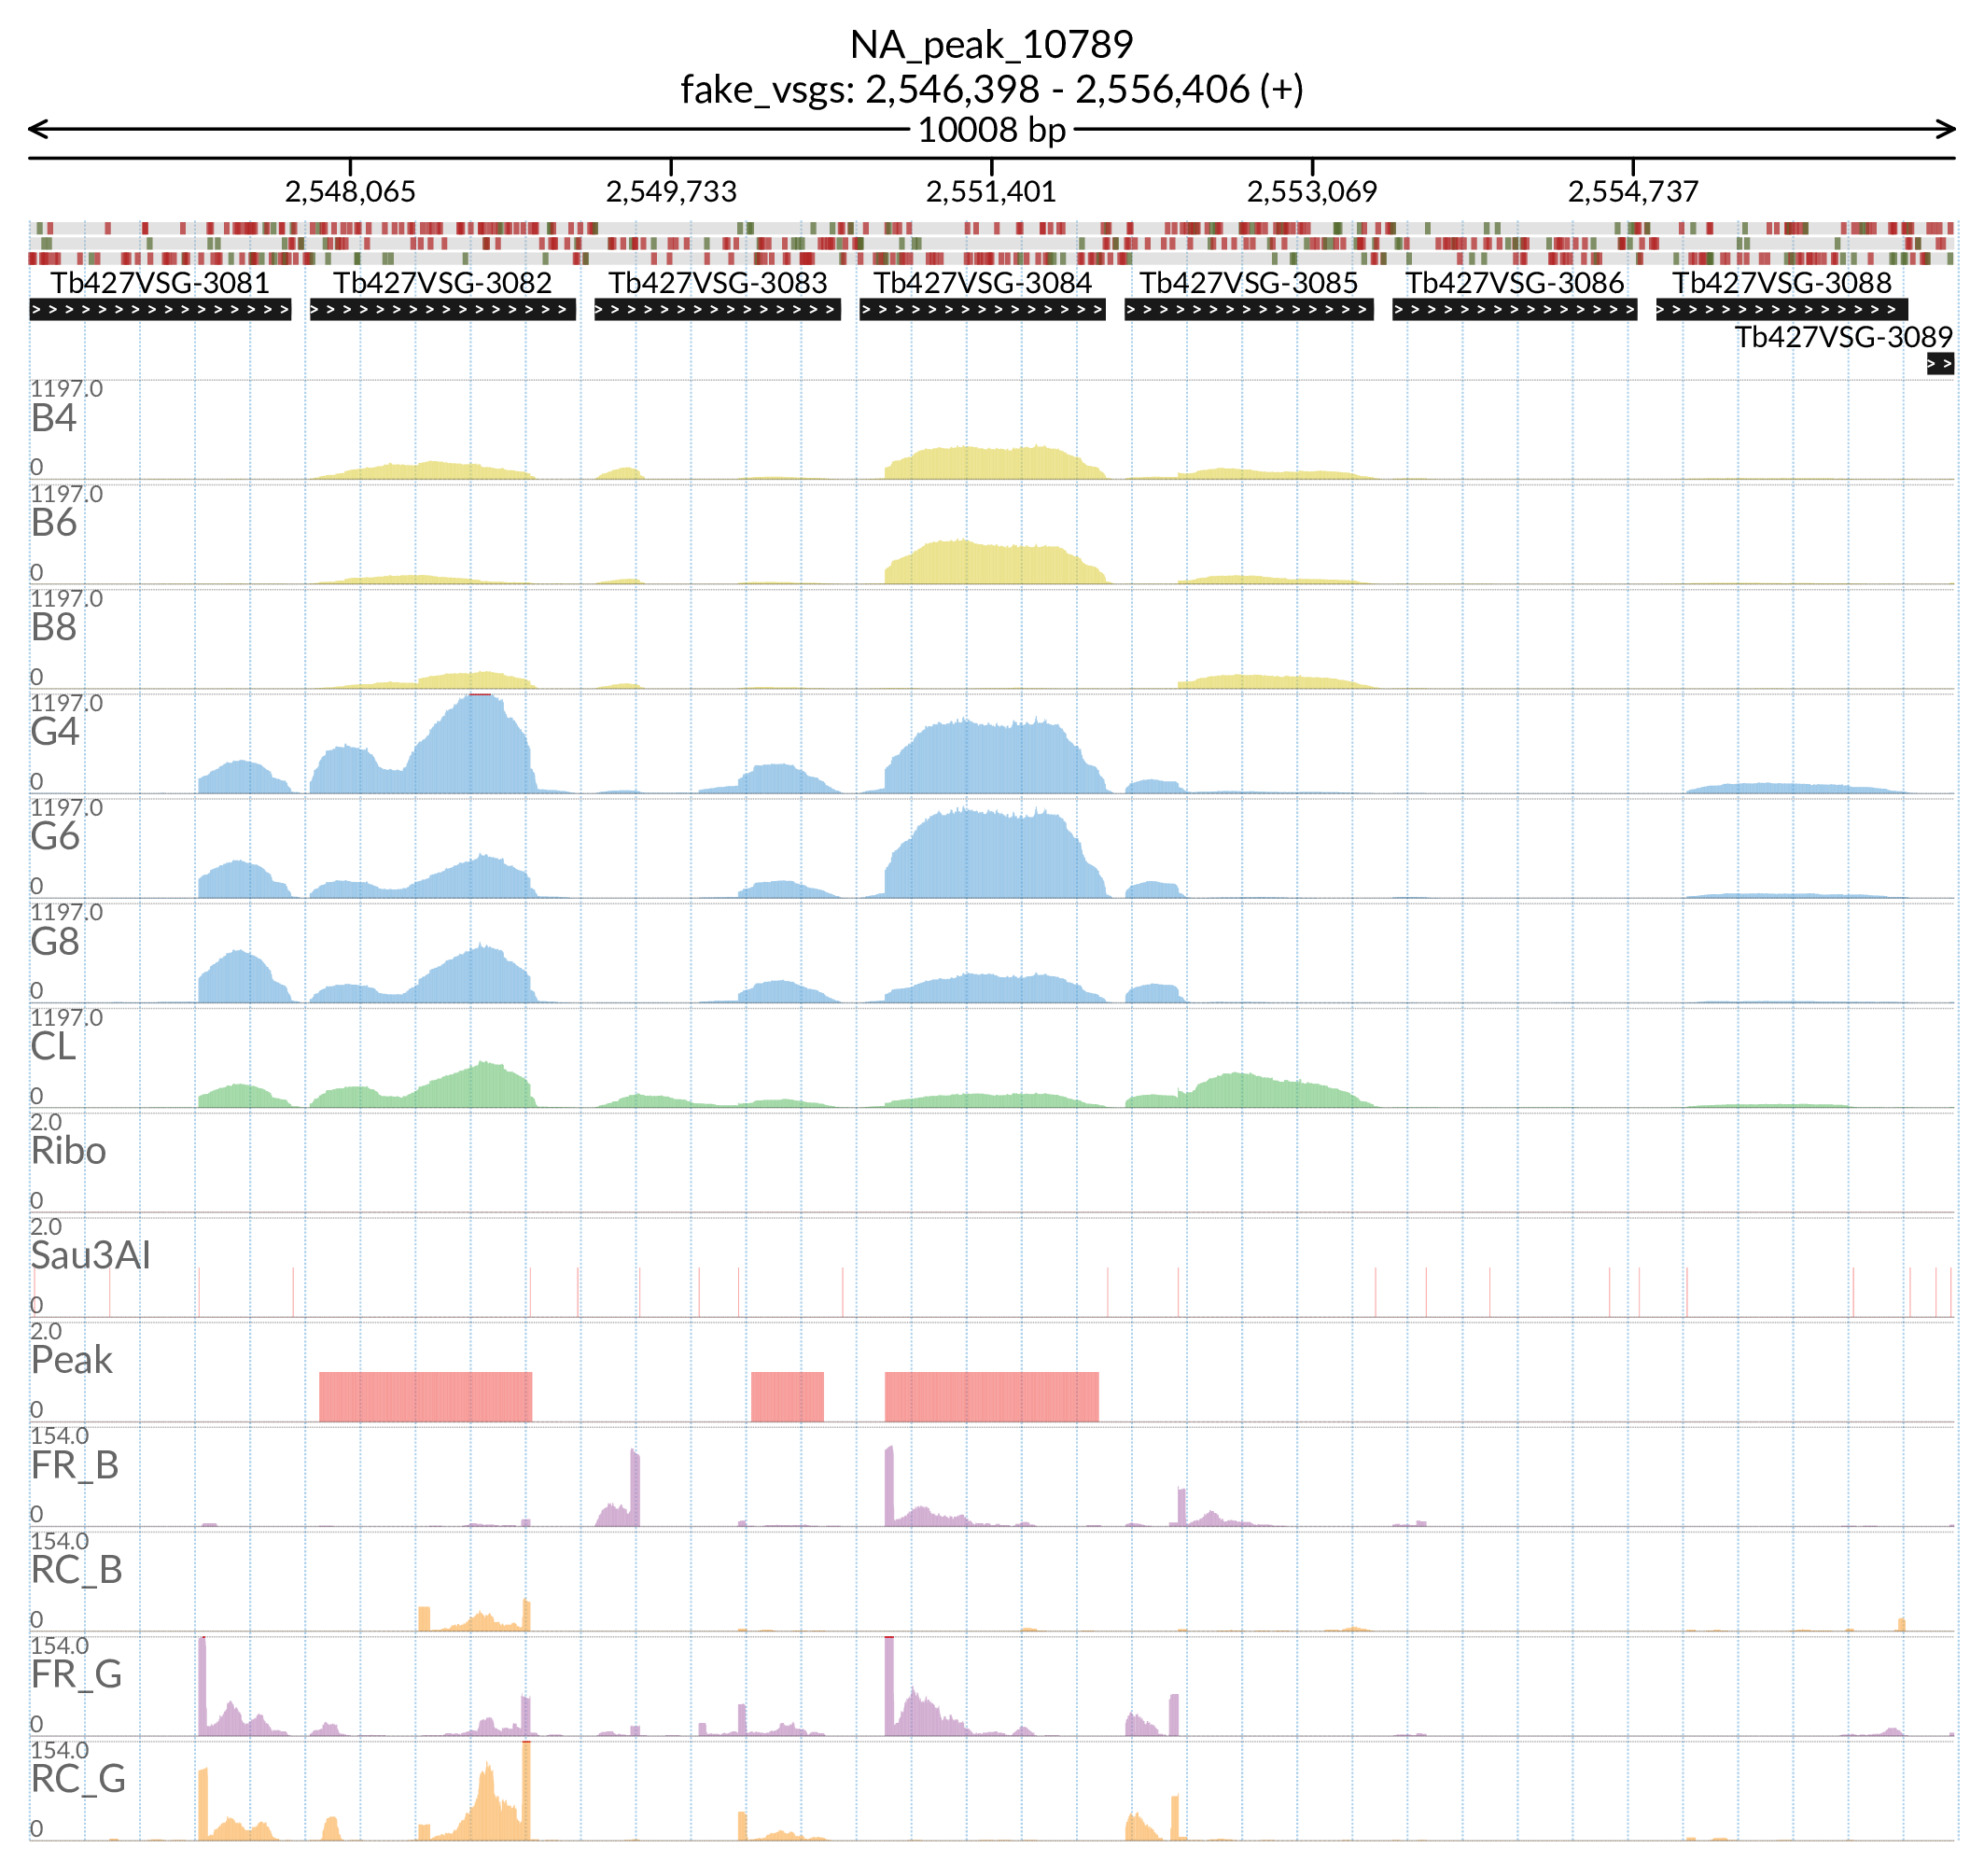 NA_peak_10789
fake_vsgs: 2,546,398 - 2,556,406 (+)
10008 bp
2,548,065 2,549,733 2,551,401 2,553,069 2,554,737
Tb427VSG-3081 Tb427VSG-3082 Tb427VSG-3083 Tb427VSG-3084 Tb427VSG-3085 Tb427VSG-3086 Tb427VSG-3088
Tb427VSG-3089
1197.0
B4
0
1197.0
B6
0
1197.0
B8
0
1197.0
G4
0
1197.0
G6
0
1197.0
G8
0
1197.0
CL
0
2.0
Ribo
0
2.0
Sau3AI
0
2.0
Peak
0
154.0
FR_B
0
154.0
RC_B
0
154.0
FR_G
0
154.0
RC_G
0